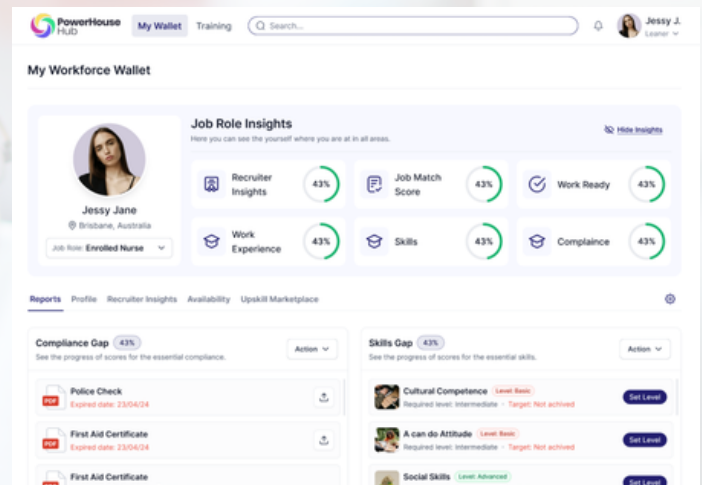 PowerHouse
Hub
My Wallet
Training
Search...
Jessy J.
Leaner
My Workforce Wallet
Jessy Jane
Brisbane, Australia
Job Role: Enrolled Nurse
Job Role Insights
Here you can see the yourself where you are at in all areas.
Hide Insights
Recruiter
Insights
43%
Job Match
Score
43%
Work Ready
43%
Work
Experience
43%
Skills
43%
Complaince
43%
Reports
Profile
Recruiter Insights
Availability
Upskill Marketplace
Compliance Gap 43%
See the progress of scores for the essential compliance.
Action
PDF
Police Check
Expired date: 23/04/24
PDF
First Aid Certificate
Expired date: 23/04/24
PDF
First Aid Certificate
Skills Gap 43%
See the progress of scores for the essential skills.
Action
Cultural Competence Level: Basic
Required level: Intermediate - Target: Not achived
Set Level
A can do Attitude Level: Basic
Required level: Intermediate - Target: Not achived
Set Level
Social Skills Level: Advanced
Set Level